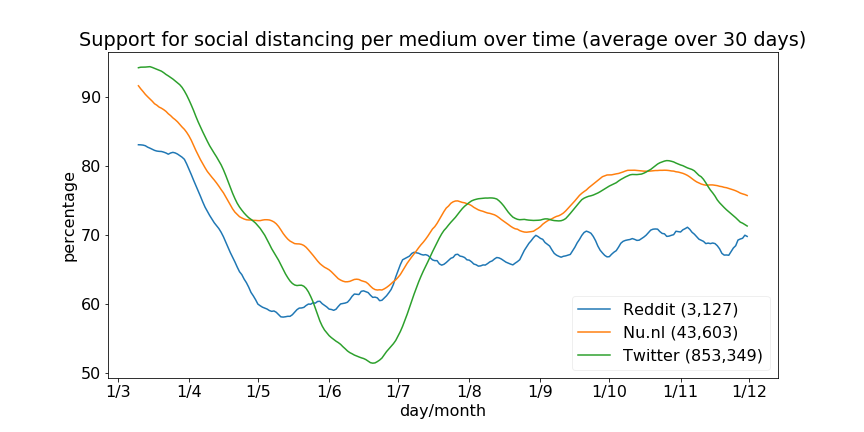 Support for social distancing per medium over time (average over 30 days)
percentage
90
80
70
60
50
1/3 1/4 1/5 1/6 1/7 1/8 1/9 1/10 1/11 1/12
day/month
Reddit (3,127)
Nu.nl (43,603)
Twitter (853,349)